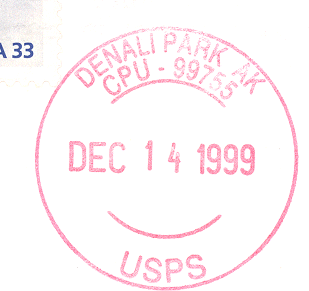 A 33
DENALI PARK AK
CPU - 99755
DEC 14 1999
USPS